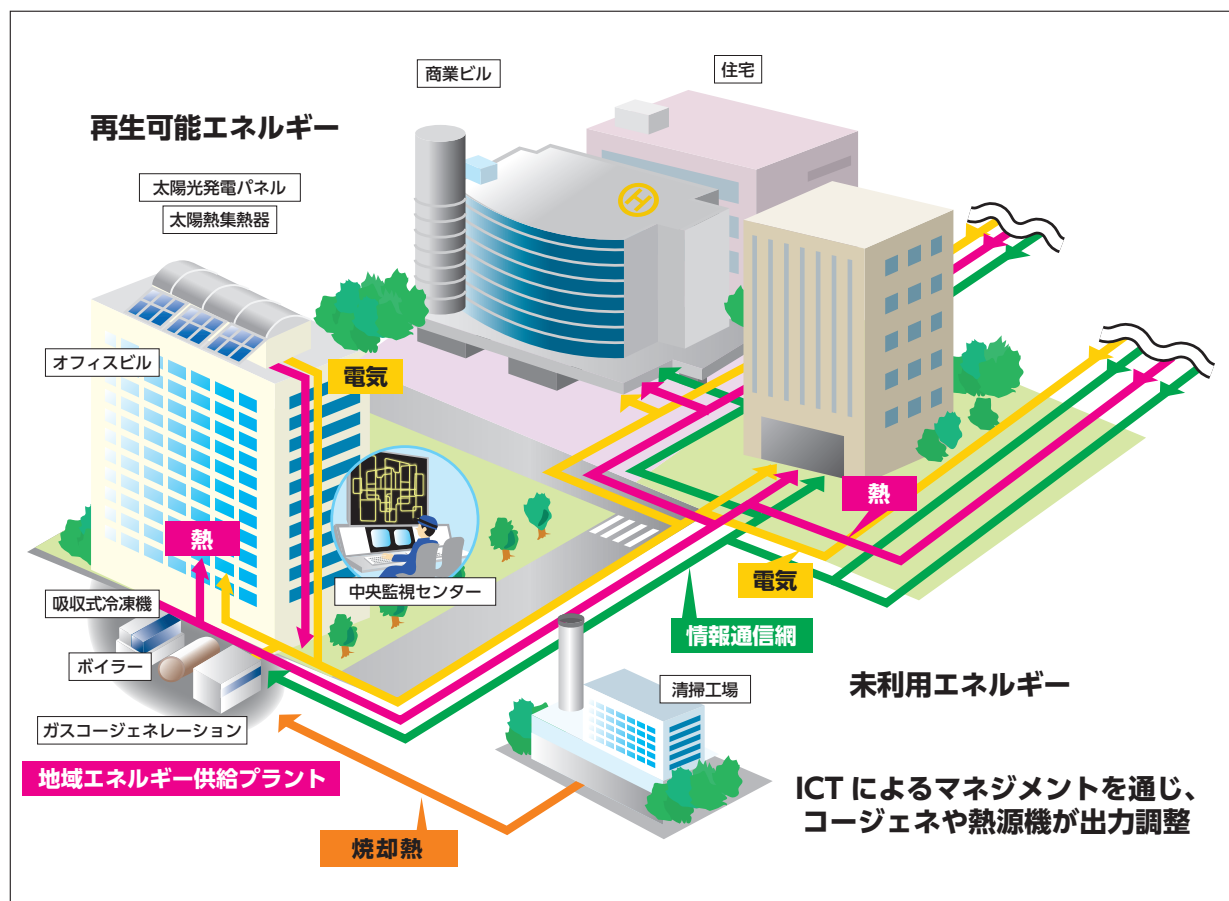 商業ビル
住宅
再生可能エネルギー
太陽光発電パネル
太陽熱集熱器
H
オフィスビル
電気
熱
熱
中央監視センター
電気
吸収式冷凍機
情報通信網
ボイラー
清掃工場
未利用エネルギー
ガスコージェネレーション
地域エネルギー供給プラント
ICT によるマネジメントを通じ、
コージェネや熱源機が出力調整
焼却熱